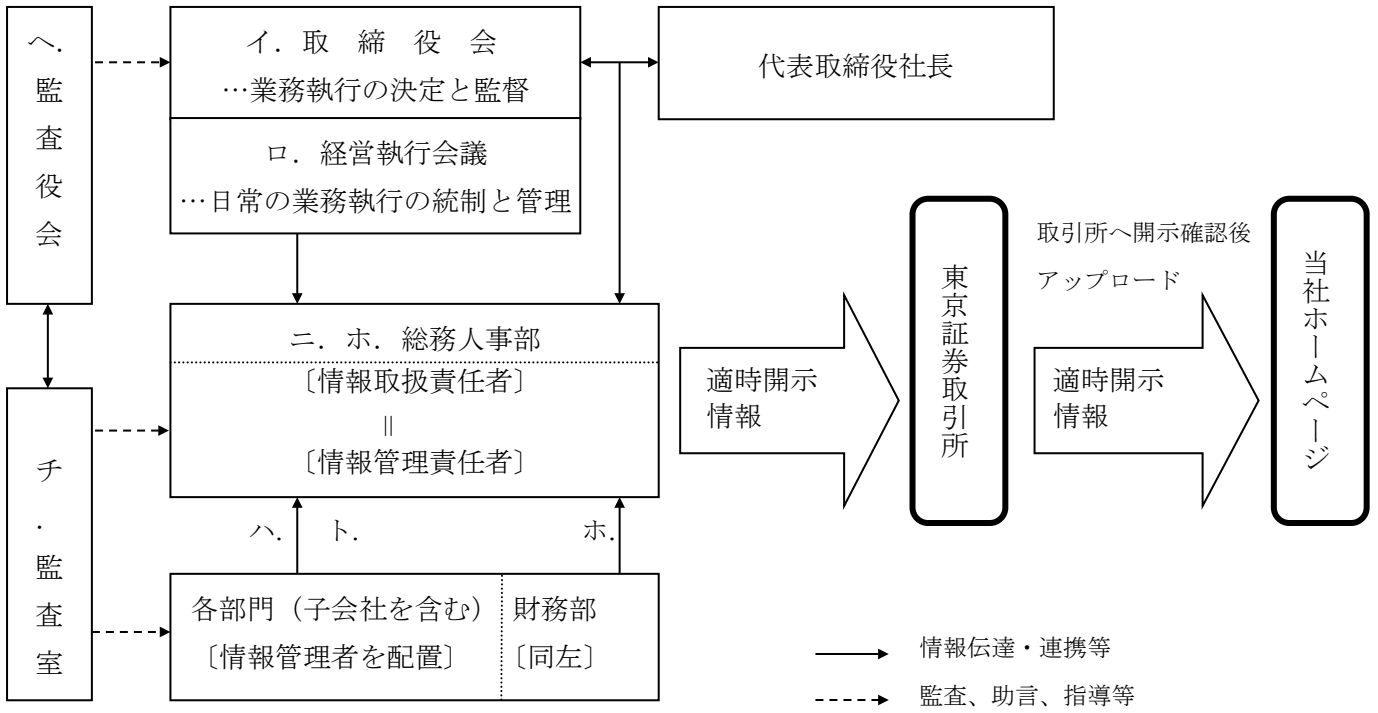 ヘ．監査役会
イ．取締役会
…業務執行の決定と監督
代表取締役社長
ロ．経営執行会議
…日常の業務執行の統制と管理
ニ．ホ．総務人事部
〔情報取扱責任者〕
||
〔情報管理責任者〕
適時開示
情報
東京証券取引所
取引所へ開示確認後
アップロード
適時開示
情報
当社ホームページ
チ．監査室
ハ．
ト．
ホ．
各部門（子会社を含む）
〔情報管理者を配置〕
財務部
〔同左〕
情報伝達・連携等
監査、助言、指導等